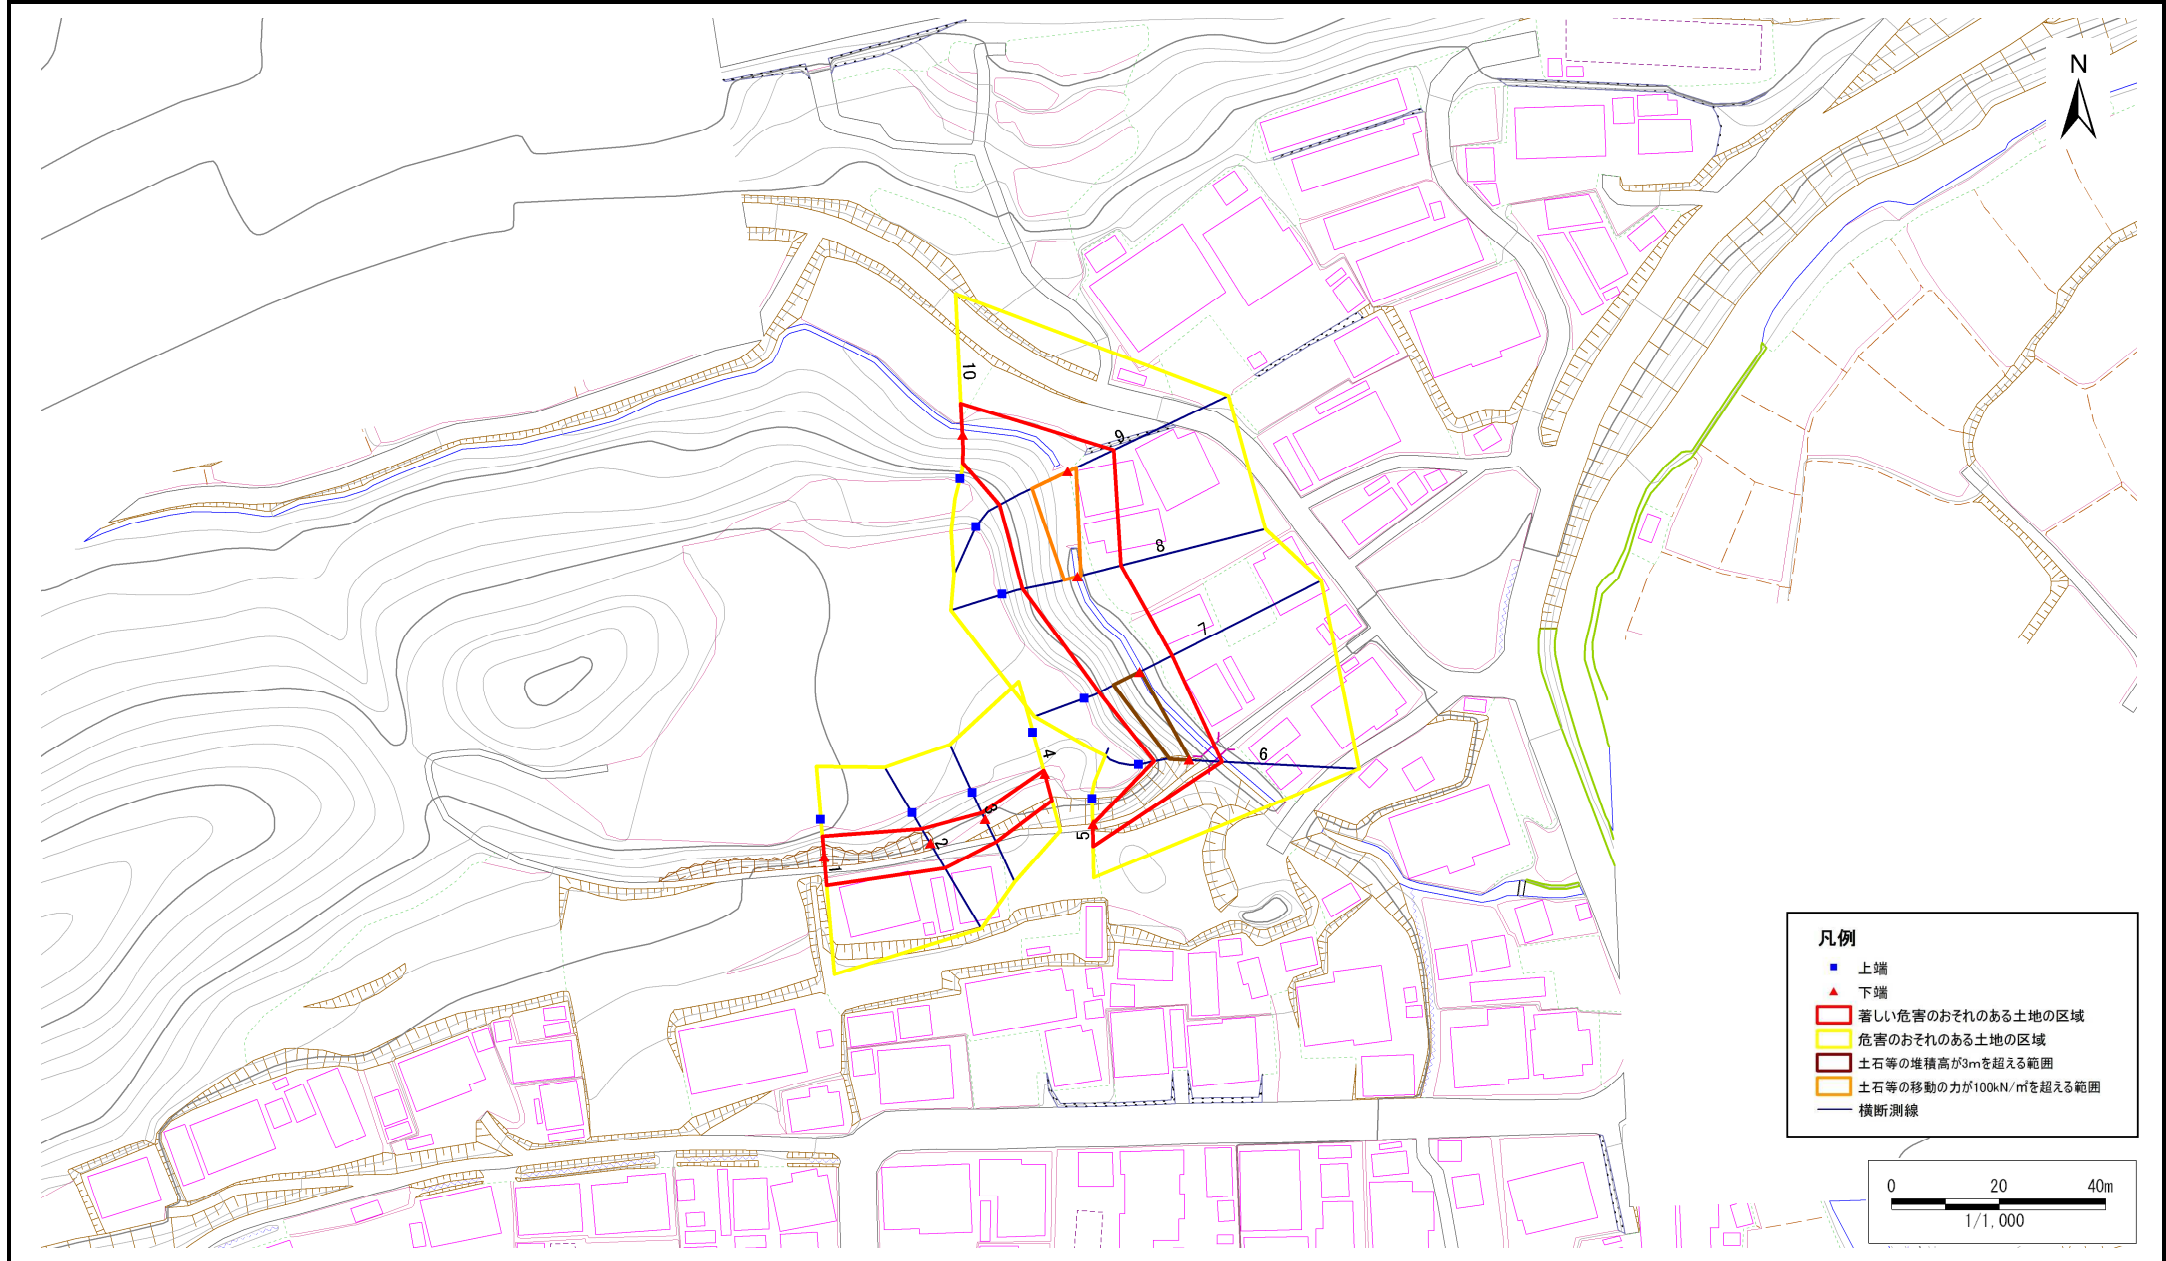 N
10
9
8
7
6
4
3
5
2
1
凡例
上端
下端
著しい危害のおそれのある土地の区域
危害のおそれのある土地の区域
土石等の堆積高が3mを超える範囲
土石等の移動の力が100kN/㎡を超える範囲
横断測線
0 20 40m
1/1,000